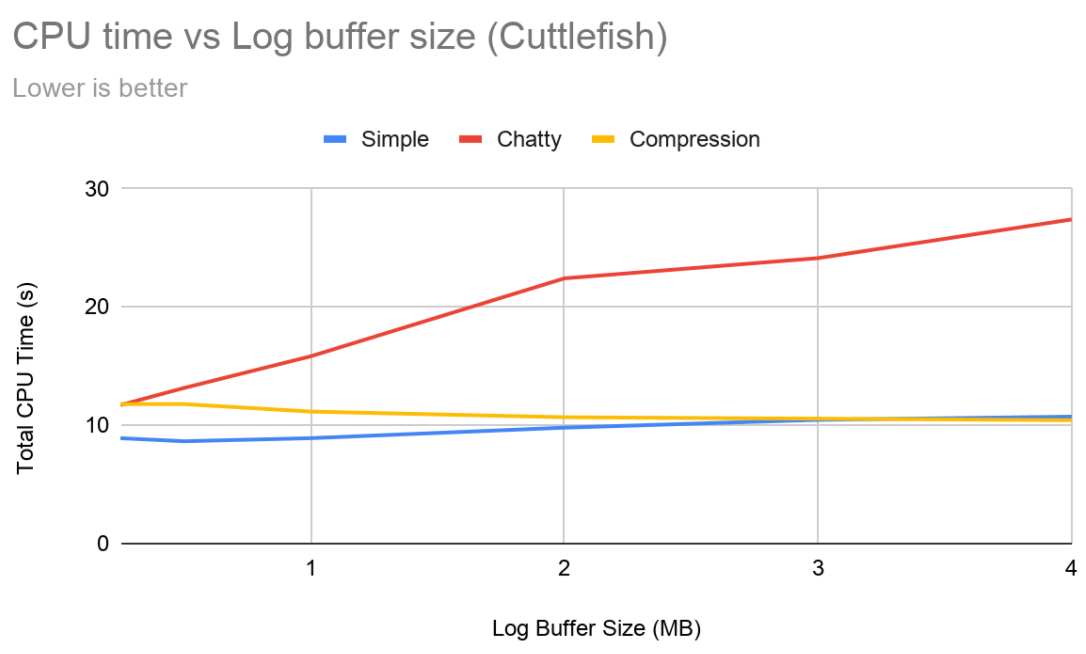 CPU time vs Log buffer size (Cuttlefish)
Lower is better
Simple Chatty Compression
30
20
10
0
Total CPU Time (s)
1 2 3 4
Log Buffer Size (MB)